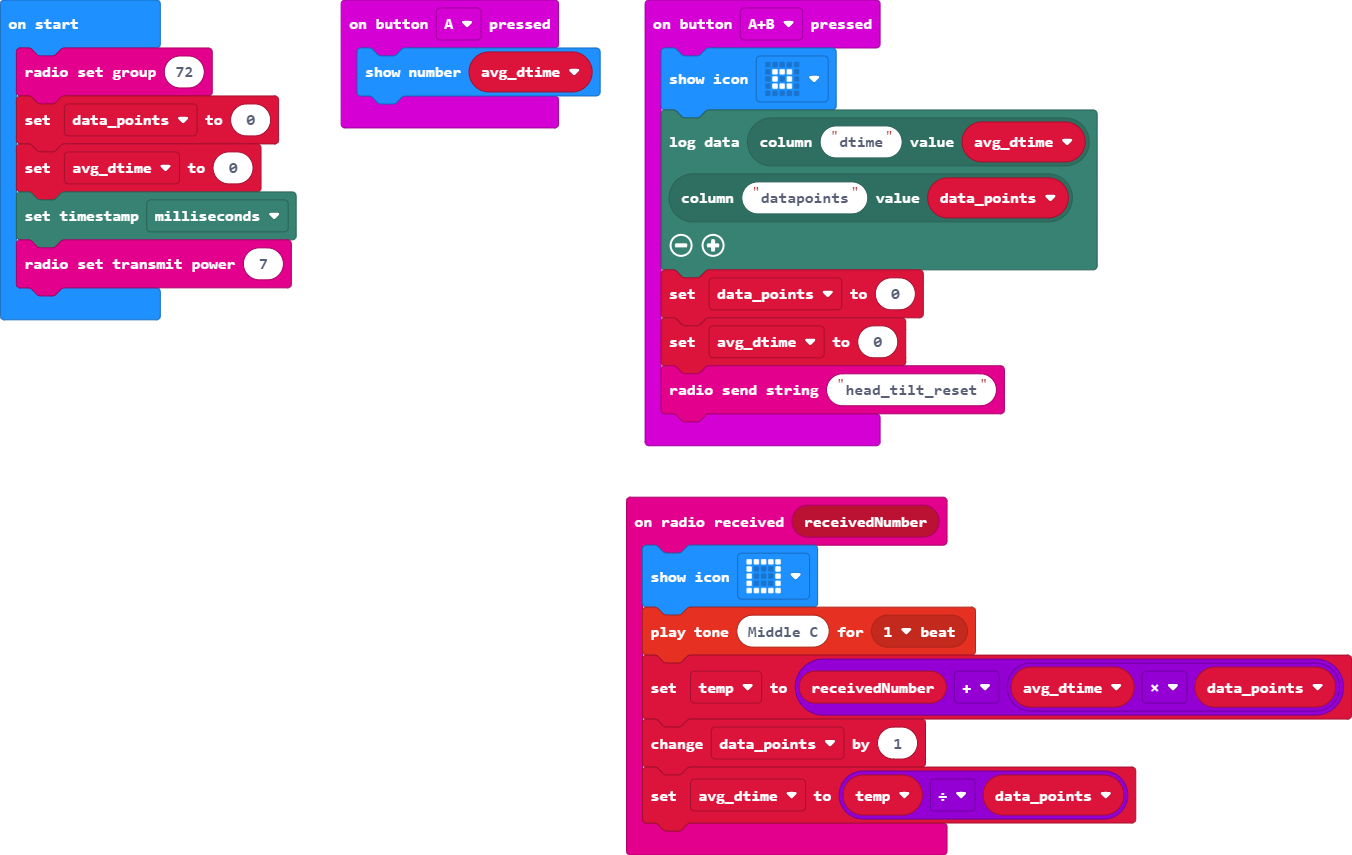 on start
radio set group 72
set data_points to 0
set avg_dtime to 0
set timestamp milliseconds
radio set transmit power 7
on button A pressed
show number avg_dtime
on button A+B pressed
show icon
log data column "dtime" value avg_dtime
column "datapoints" value data_points
set data_points to 0
set avg_dtime to 0
radio send string "head_tilt_reset"
on radio received receivedNumber
show icon
play tone Middle C for 1 beat
set temp to receivedNumber + avg_dtime × data_points
change data_points by 1
set avg_dtime to temp ÷ data_points